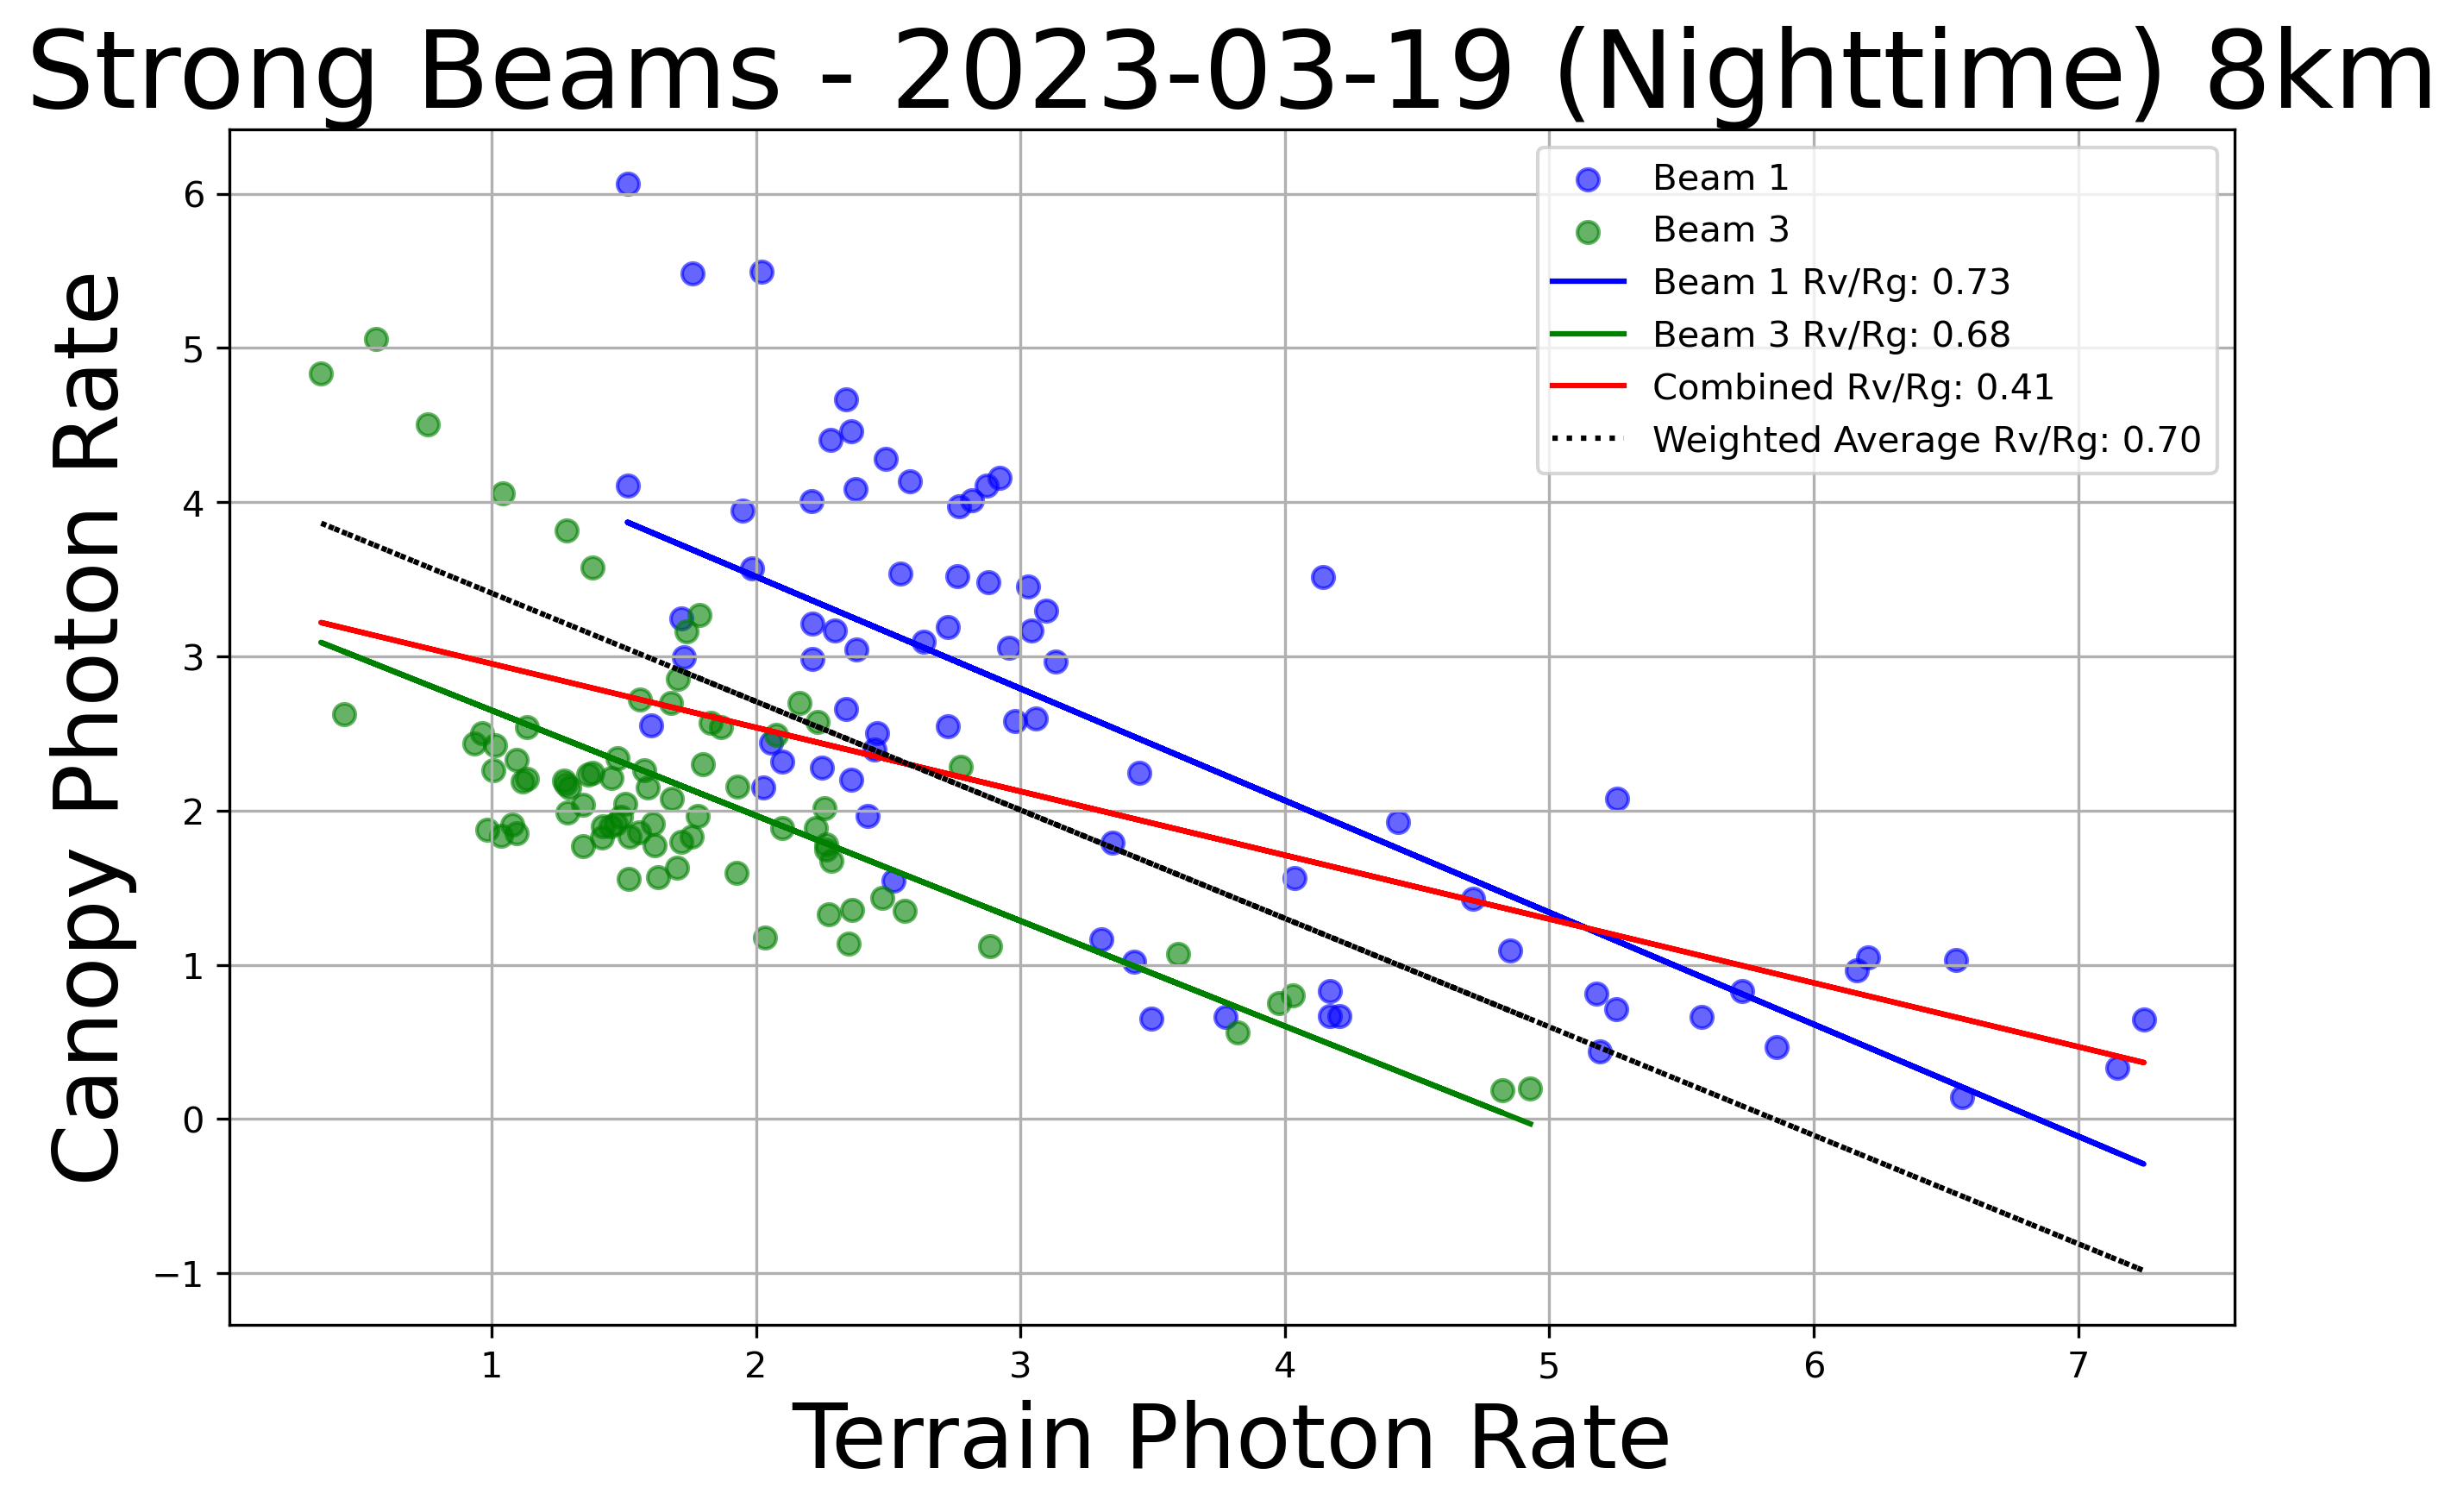 Strong Beams - 2023-03-19 (Nighttime) 8km
Beam 1
Beam 3
Beam 1 Rv/Rg: 0.73
Beam 3 Rv/Rg: 0.68
Combined Rv/Rg: 0.41
Weighted Average Rv/Rg: 0.70
Canopy Photon Rate
6
5
4
3
2
1
0
−1
1 2 3 4 5 6 7
Terrain Photon Rate